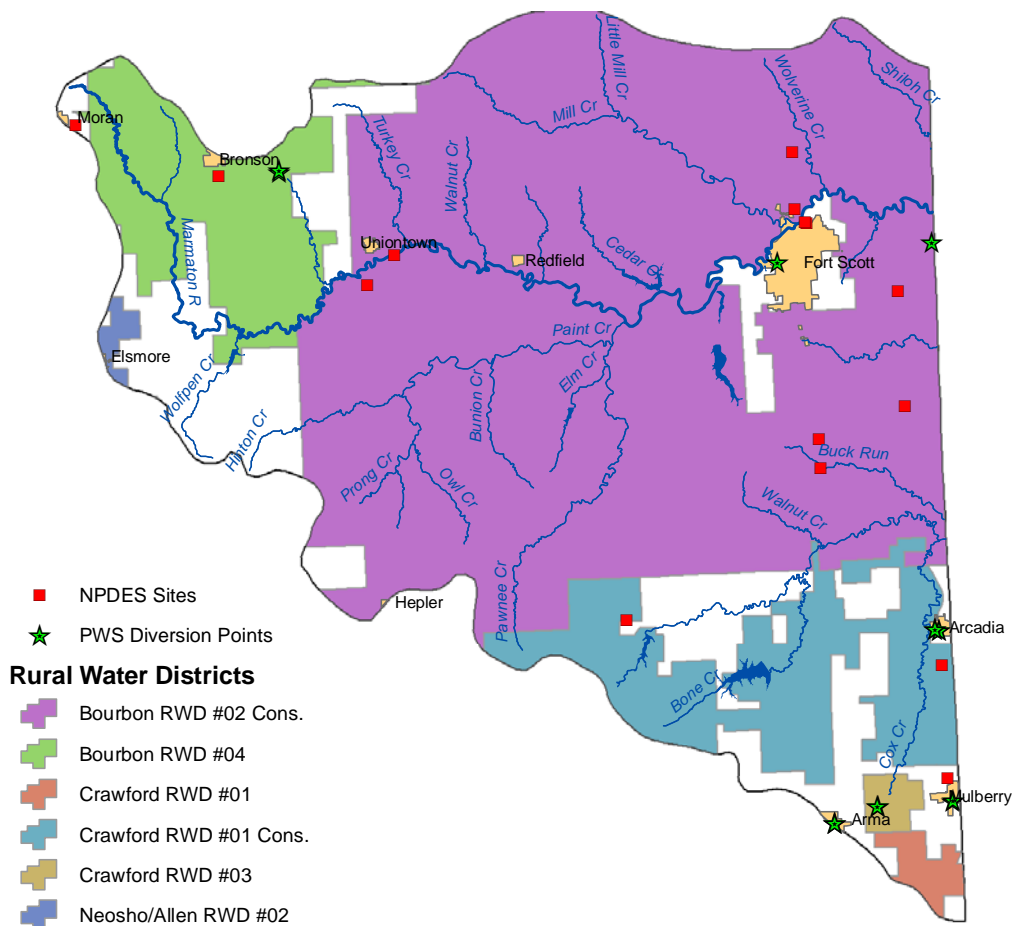 Little Mill Cr
Shiloh Cr
Wolverine Cr
Mill Cr
Moran
Turkey Cr
Walnut Cr
Bronson
Marmaton R
Uniontown
Redfield
Cedar Cr
Fort Scott
Paint Cr
Elsmore
Wolfpen Cr
Elm Cr
Bunion Cr
Hinton Cr
Prong Cr
Owl Cr
Buck Run
Walnut Cr
Pawnee Cr
Hepler
Arcadia
Bone Cr
Cox Cr
Mulberry
Arma
NPDES Sites
PWS Diversion Points
Rural Water Districts
Bourbon RWD #02 Cons.
Bourbon RWD #04
Crawford RWD #01
Crawford RWD #01 Cons.
Crawford RWD #03
Neosho/Allen RWD #02